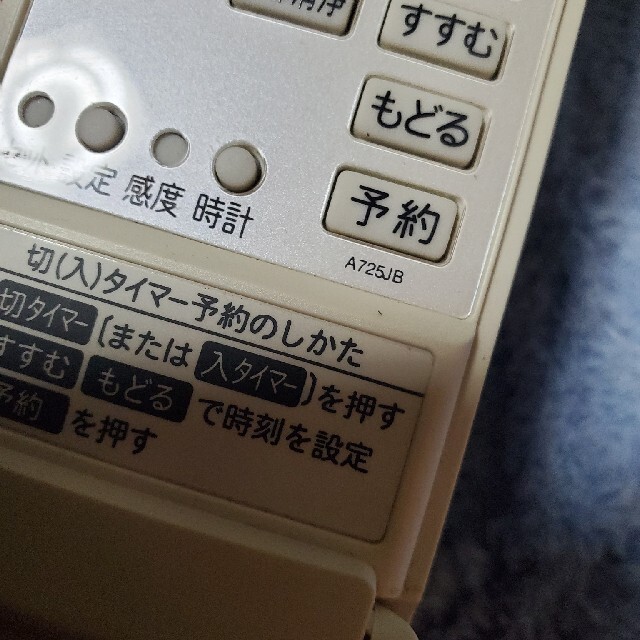 すすむ
もどる
予約
設定 感度 時計
A725JB
切(入)タイマー予約のしかた
切タイマー (または 入タイマー)を押す
すすむ もどる で時刻を設定
予約 を押す